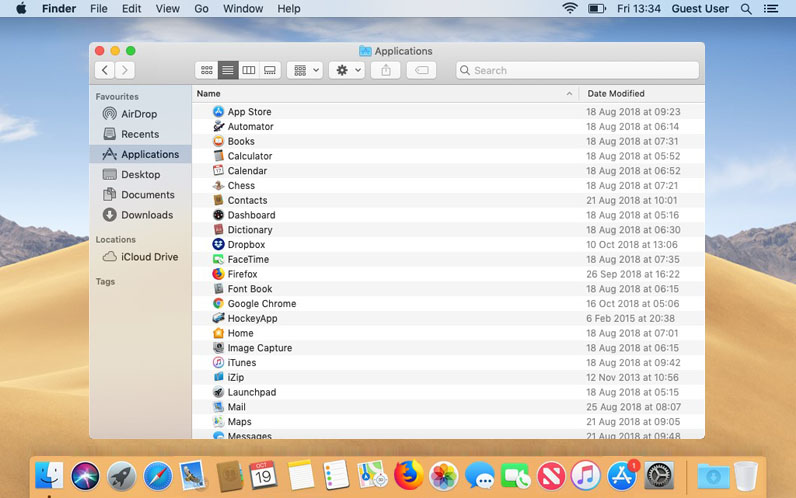 Finder File Edit View Go Window Help Fri 13:34 Guest User
Applications
Search
Favourites
AirDrop
Recents
Applications
Desktop
Documents
Downloads
Locations
iCloud Drive
Tags
Name Date Modified
App Store 18 Aug 2018 at 09:23
Automator 18 Aug 2018 at 06:14
Books 18 Aug 2018 at 07:31
Calculator 18 Aug 2018 at 05:52
Calendar 18 Aug 2018 at 06:52
Chess 18 Aug 2018 at 07:21
Contacts 21 Aug 2018 at 10:01
Dashboard 18 Aug 2018 at 05:16
Dictionary 18 Aug 2018 at 06:30
Dropbox 10 Oct 2018 at 13:06
FaceTime 18 Aug 2018 at 07:35
Firefox 26 Sep 2018 at 16:22
Font Book 18 Aug 2018 at 06:15
Google Chrome 16 Oct 2018 at 05:06
HockeyApp 6 Feb 2015 at 20:38
Home 18 Aug 2018 at 07:01
Image Capture 18 Aug 2018 at 06:15
iTunes 18 Aug 2018 at 09:42
iZip 12 Nov 2013 at 10:56
Launchpad 18 Aug 2018 at 05:15
Mail 25 Aug 2018 at 08:07
Maps 21 Aug 2018 at 09:05
Messages 21 Aug 2018 at 09:48
OCT
19
1